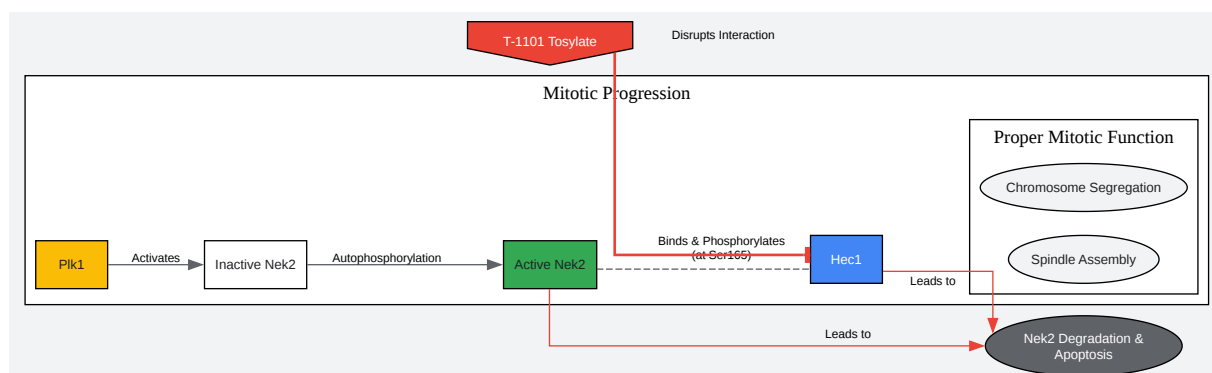 T-1101 Tosylate
Disrupts Interaction
Mitotic Progression
Proper Mitotic Function
Chromosome Segregation
Spindle Assembly
Plk1
Activates
Inactive Nek2
Autophosphorylation
Active Nek2
Binds & Phosphorylates
(at Ser165)
Hec1
Leads to
Leads to
Nek2 Degradation &
Apoptosis